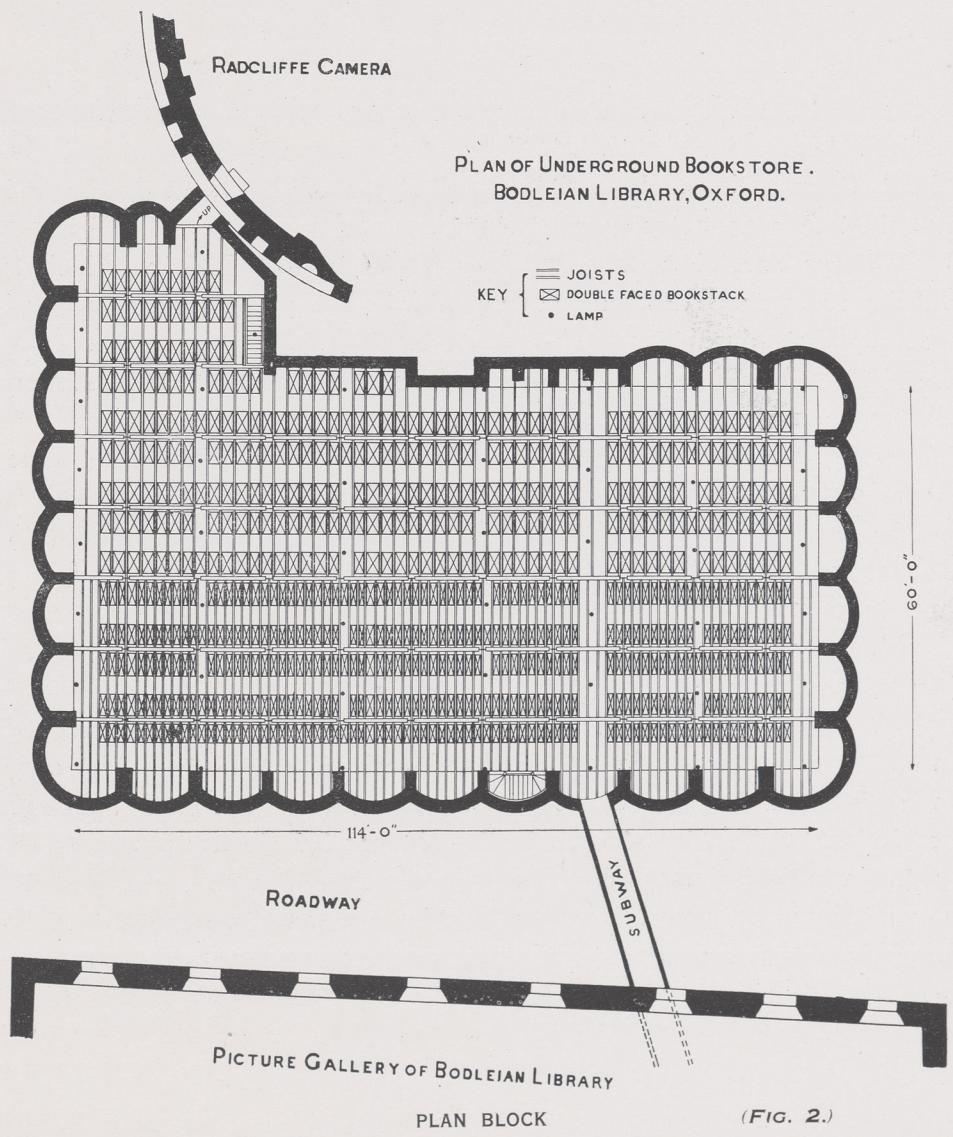 RADCLIFFE CAMERA
PLAN OF UNDERGROUND BOOKSTORE.
BODLEIAN LIBRARY, OXFORD.
UP
KEY
JOISTS
DOUBLE FACED BOOKSTACK
LAMP
60'-0"
114'-0"
SUBWAY
ROADWAY
PICTURE GALLERY OF BODLEIAN LIBRARY
PLAN BLOCK
(FIG. 2.)